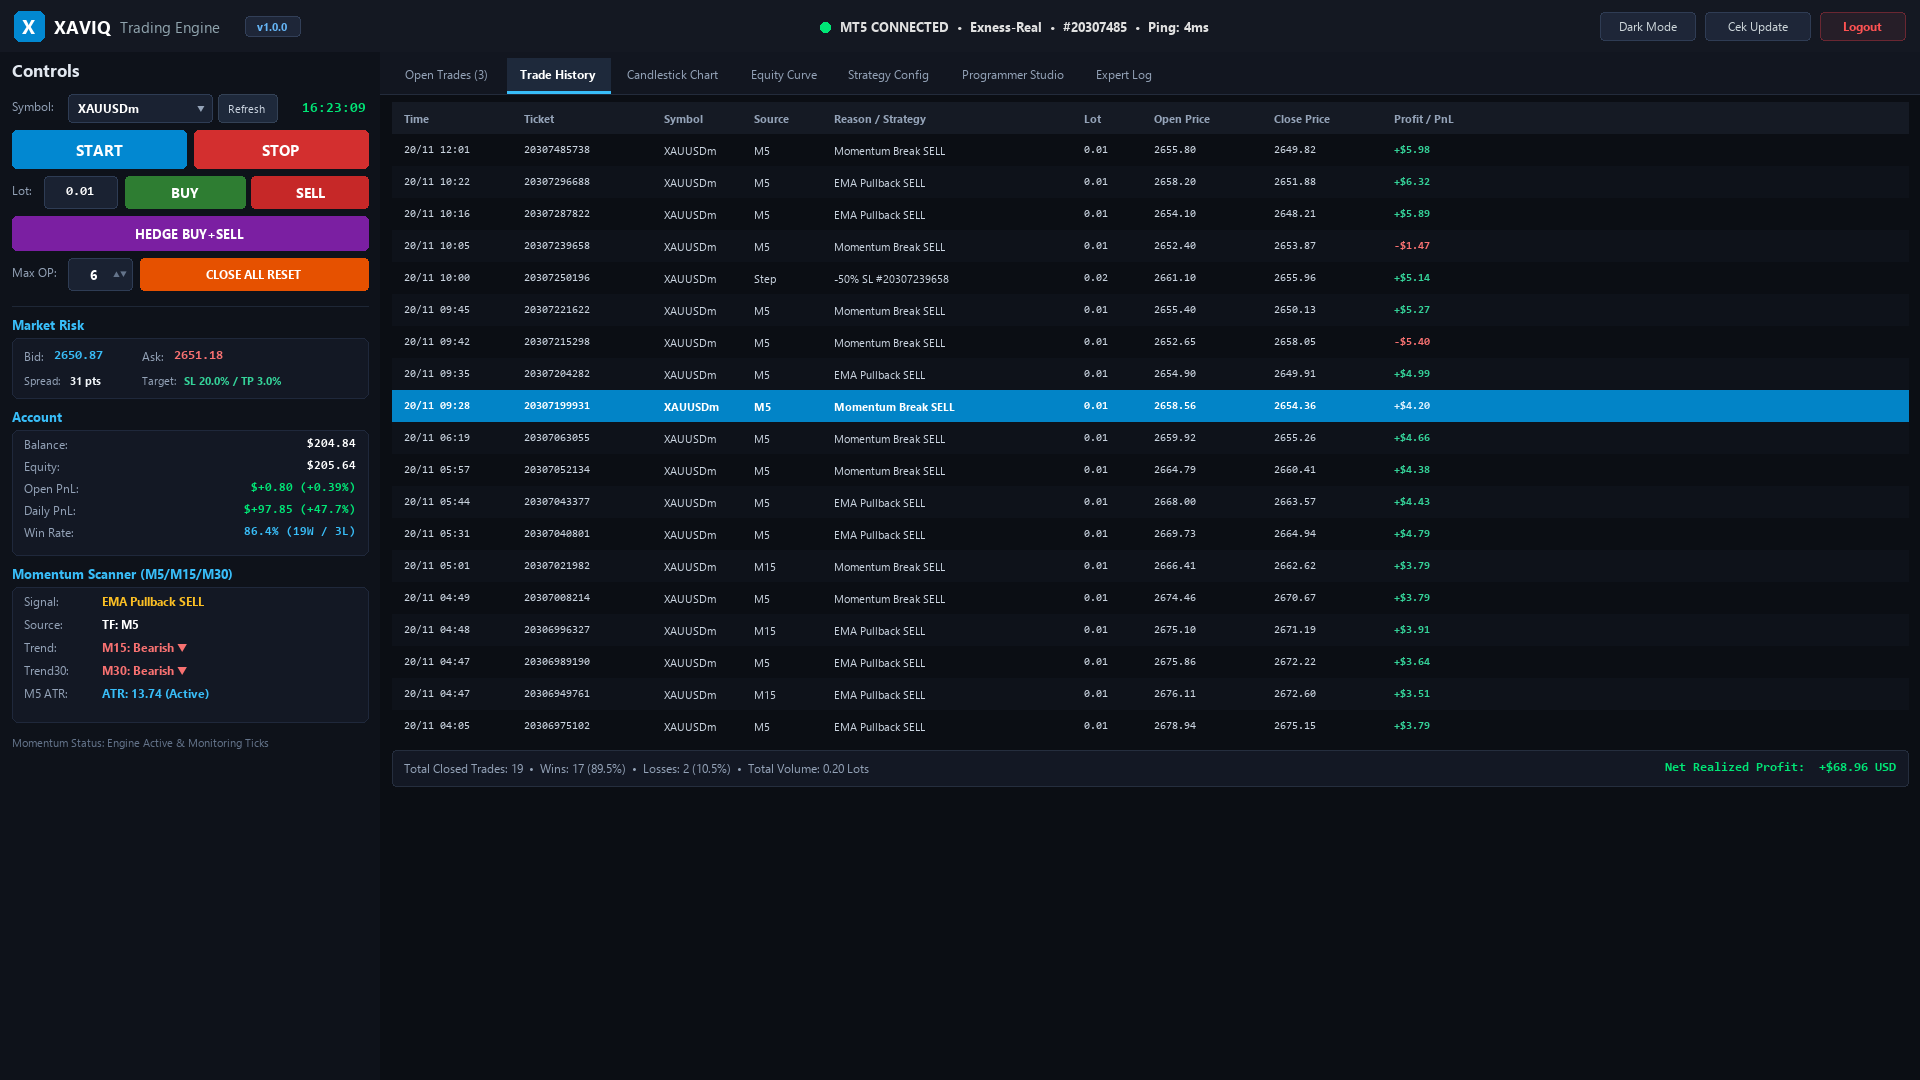 X XAVIQ Trading Engine v1.0.0 MT5 CONNECTED • Exness-Real • #20307485 • Ping: 4ms Dark Mode Cek Update Logout
Controls
Symbol: XAUUSDm ▼ Refresh 16:23:09
START STOP
Lot: 0.01 BUY SELL
HEDGE BUY+SELL
Max OP: 6 ▲▼ CLOSE ALL RESET
Market Risk
Bid: 2650.87 Ask: 2651.18
Spread: 31 pts Target: SL 20.0% / TP 3.0%
Account
Balance: $204.84
Equity: $205.64
Open PnL: $+0.80 (+0.39%)
Daily PnL: $+97.85 (+47.7%)
Win Rate: 86.4% (19W / 3L)
Momentum Scanner (M5/M15/M30)
Signal: EMA Pullback SELL
Source: TF: M5
Trend: M15: Bearish ▼
Trend30: M30: Bearish ▼
M5 ATR: ATR: 13.74 (Active)
Momentum Status: Engine Active & Monitoring Ticks
Open Trades (3) Trade History Candlestick Chart Equity Curve Strategy Config Programmer Studio Expert Log
Time Ticket Symbol Source Reason / Strategy Lot Open Price Close Price Profit / PnL
20/11 12:01 20307485738 XAUUSDm M5 Momentum Break SELL 0.01 2655.80 2649.82 +$5.98
20/11 10:22 20307296688 XAUUSDm M5 EMA Pullback SELL 0.01 2658.20 2651.88 +$6.32
20/11 10:16 20307287822 XAUUSDm M5 EMA Pullback SELL 0.01 2654.10 2648.21 +$5.89
20/11 10:05 20307239658 XAUUSDm M5 Momentum Break SELL 0.01 2652.40 2653.87 -$1.47
20/11 10:00 20307250196 XAUUSDm Step -50% SL #20307239658 0.02 2661.10 2655.96 +$5.14
20/11 09:45 20307221622 XAUUSDm M5 Momentum Break SELL 0.01 2655.40 2650.13 +$5.27
20/11 09:42 20307215298 XAUUSDm M5 Momentum Break SELL 0.01 2652.65 2658.05 -$5.40
20/11 09:35 20307204282 XAUUSDm M5 EMA Pullback SELL 0.01 2654.90 2649.91 +$4.99
20/11 09:28 20307199931 XAUUSDm M5 Momentum Break SELL 0.01 2658.56 2654.36 +$4.20
20/11 06:19 20307063055 XAUUSDm M5 Momentum Break SELL 0.01 2659.92 2655.26 +$4.66
20/11 05:57 20307052134 XAUUSDm M5 Momentum Break SELL 0.01 2664.79 2660.41 +$4.38
20/11 05:44 20307043377 XAUUSDm M5 EMA Pullback SELL 0.01 2668.00 2663.57 +$4.43
20/11 05:31 20307040801 XAUUSDm M5 EMA Pullback SELL 0.01 2669.73 2664.94 +$4.79
20/11 05:01 20307021982 XAUUSDm M15 Momentum Break SELL 0.01 2666.41 2662.62 +$3.79
20/11 04:49 20307008214 XAUUSDm M5 Momentum Break SELL 0.01 2674.46 2670.67 +$3.79
20/11 04:48 20306996327 XAUUSDm M15 EMA Pullback SELL 0.01 2675.10 2671.19 +$3.91
20/11 04:47 20306989190 XAUUSDm M5 EMA Pullback SELL 0.01 2675.86 2672.22 +$3.64
20/11 04:47 20306949761 XAUUSDm M15 EMA Pullback SELL 0.01 2676.11 2672.60 +$3.51
20/11 04:05 20306975102 XAUUSDm M5 EMA Pullback SELL 0.01 2678.94 2675.15 +$3.79
Total Closed Trades: 19 • Wins: 17 (89.5%) • Losses: 2 (10.5%) • Total Volume: 0.20 Lots Net Realized Profit: +$68.96 USD